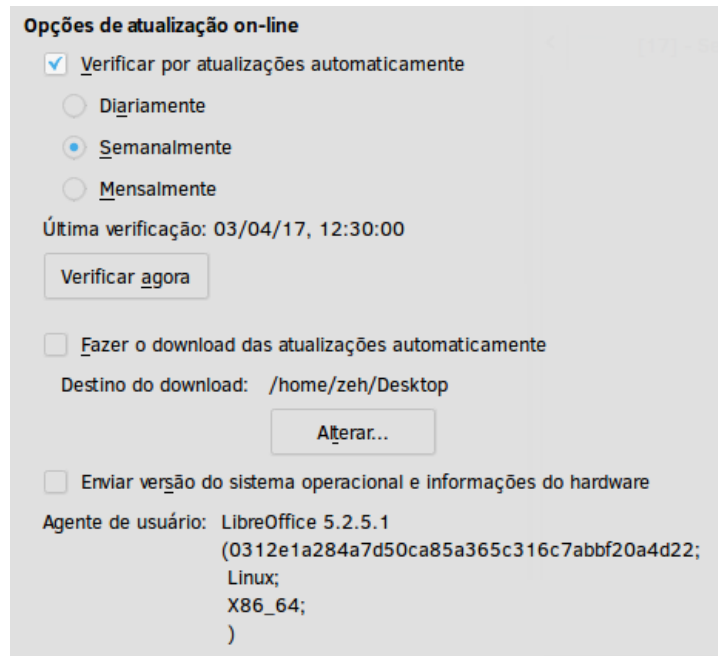 Opções de atualização on-line
Verificar por atualizações automaticamente
Diariamente
Semanalmente
Mensalmente
Última verificação: 03/04/17, 12:30:00
Verificar agora
Fazer o download das atualizações automaticamente
Destino do download: /home/zeh/Desktop
Alterar...
Enviar versão do sistema operacional e informações do hardware
Agente de usuário: LibreOffice 5.2.5.1
(0312e1a284a7d50ca85a365c316c7abbf20a4d22;
Linux;
X86_64;
)